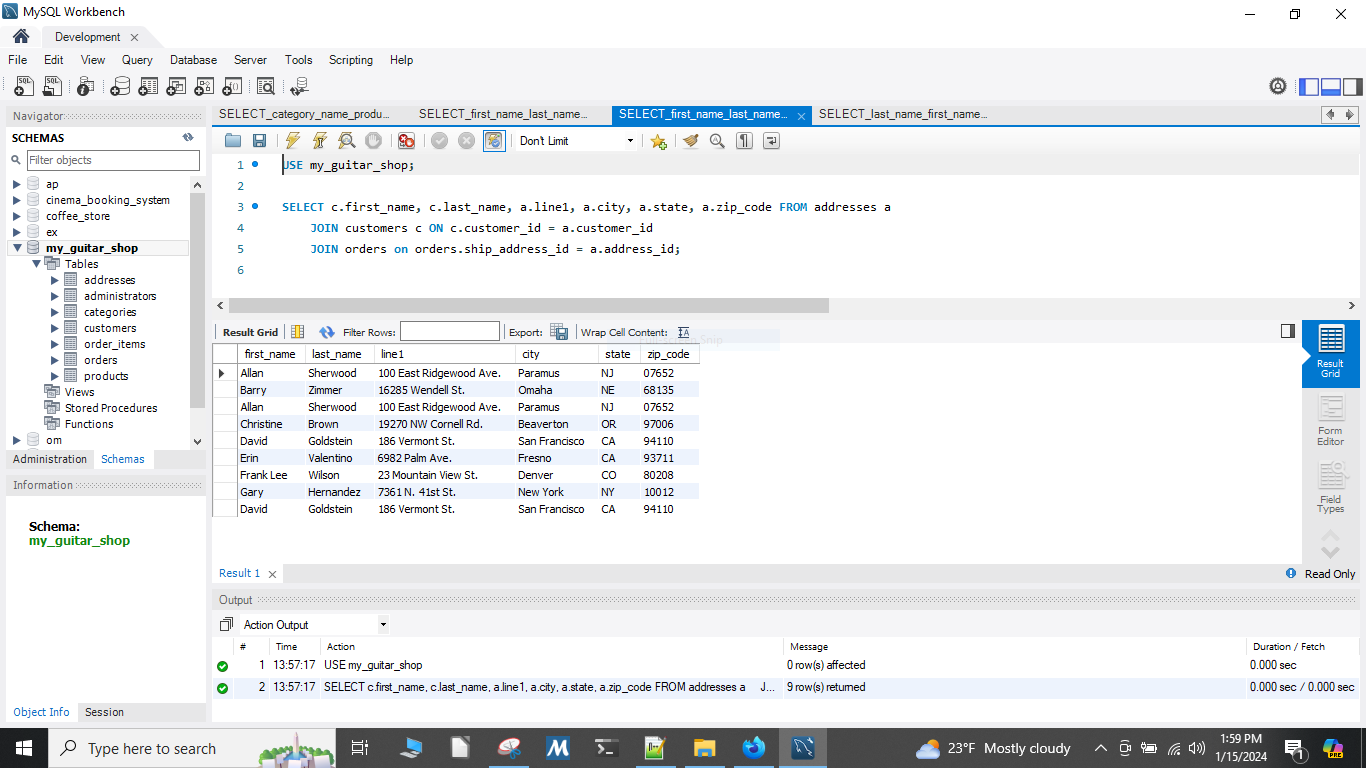 MySQL Workbench
Development
File Edit View Query Database Server Tools Scripting Help
Navigator
SCHEMAS
Filter objects
ap
cinema_booking_system
coffee_store
ex
my_guitar_shop
Tables
addresses
administrators
categories
customers
order_items
orders
products
Views
Stored Procedures
Functions
om
Administration Schemas
Information
Schema:
my_guitar_shop
Object Info Session
SELECT_category_name_produ... SELECT_first_name_last_name... SELECT_first_name_last_name... SELECT_last_name_first_name...
Don't Limit
1 USE my_guitar_shop;
2
3 SELECT c.first_name, c.last_name, a.line1, a.city, a.state, a.zip_code FROM addresses a
4 JOIN customers c ON c.customer_id = a.customer_id
5 JOIN orders on orders.ship_address_id = a.address_id;
6
Result Grid Filter Rows: Export: Wrap Cell Content:
Full-screen Snip
first_name last_name line1 city state zip_code
Allan Sherwood 100 East Ridgewood Ave. Paramus NJ 07652
Barry Zimmer 16285 Wendell St. Omaha NE 68135
Allan Sherwood 100 East Ridgewood Ave. Paramus NJ 07652
Christine Brown 19270 NW Cornell Rd. Beaverton OR 97006
David Goldstein 186 Vermont St. San Francisco CA 94110
Erin Valentino 6982 Palm Ave. Fresno CA 93711
Frank Lee Wilson 23 Mountain View St. Denver CO 80208
Gary Hernandez 7361 N. 41st St. New York NY 10012
David Goldstein 186 Vermont St. San Francisco CA 94110
Result
Grid
Form
Editor
Field
Types
Result 1
Read Only
Output
Action Output
# Time Action Message Duration / Fetch
1 13:57:17 USE my_guitar_shop 0 row(s) affected 0.000 sec
2 13:57:17 SELECT c.first_name, c.last_name, a.line1, a.city, a.state, a.zip_code FROM addresses a J... 9 row(s) returned 0.000 sec / 0.000 sec
Type here to search
23°F Mostly cloudy
1:59 PM
1/15/2024
1
PRE